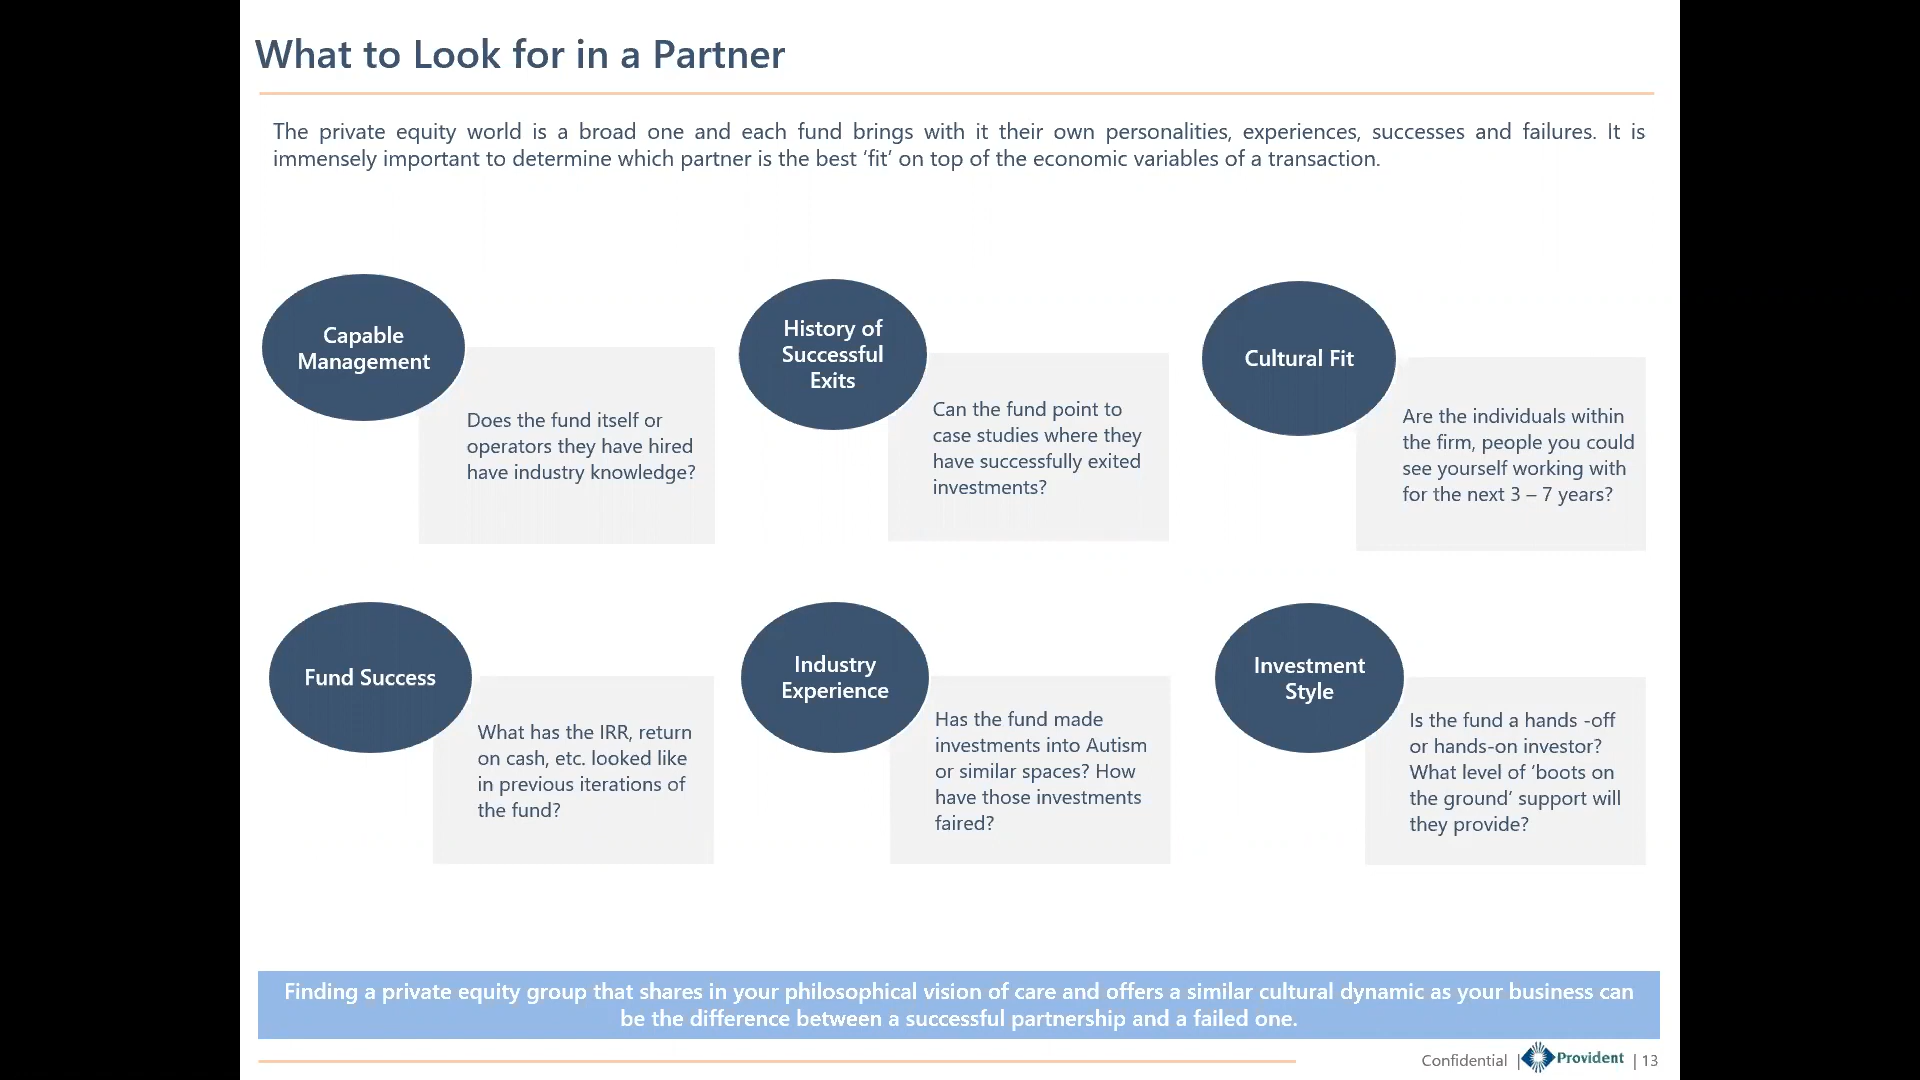 What to Look for in a Partner
The private equity world is a broad one and each fund brings with it their own personalities, experiences, successes and failures. It is
immensely important to determine which partner is the best ‘fit’ on top of the economic variables of a transaction.
Capable
Management
Does the fund itself or
operators they have hired
have industry knowledge?
History of
Successful
Exits
Can the fund point to
case studies where they
have successfully exited
investments?
Cultural Fit
Are the individuals within
the firm, people you could
see yourself working with
for the next 3 – 7 years?
Fund Success
What has the IRR, return
on cash, etc. looked like
in previous iterations of
the fund?
Industry
Experience
Has the fund made
investments into Autism
or similar spaces? How
have those investments
faired?
Investment
Style
Is the fund a hands -off
or hands-on investor?
What level of ‘boots on
the ground’ support will
they provide?
Finding a private equity group that shares in your philosophical vision of care and offers a similar cultural dynamic as your business can
be the difference between a successful partnership and a failed one.
Confidential | Provident | 13